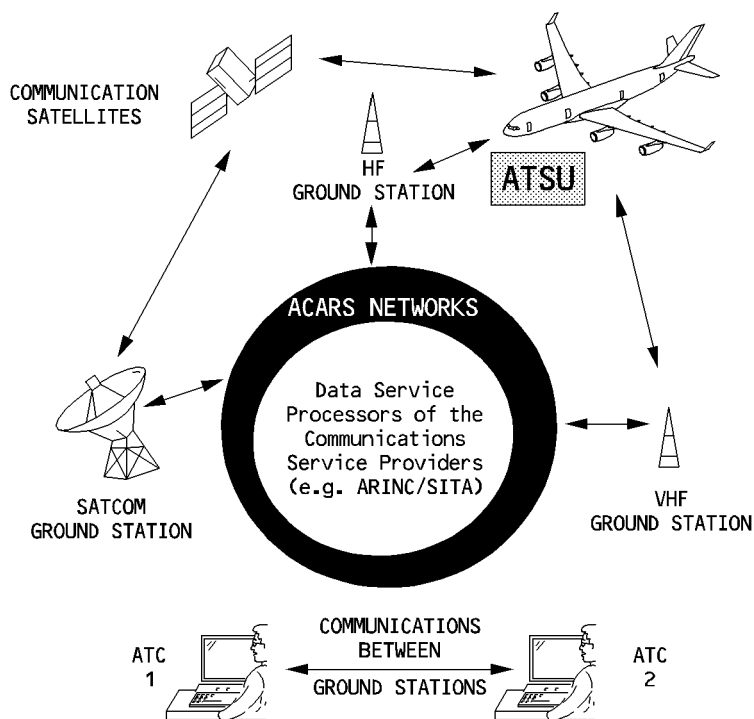 COMMUNICATION
SATELLITES
HF
GROUND STATION
ATSU
ACARS NETWORKS
Data Service
Processors of the
Communications
Service Providers
(e.g. ARINC/SITA)
SATCOM
GROUND STATION
VHF
GROUND STATION
ATC
1
COMMUNICATIONS
BETWEEN
GROUND STATIONS
ATC
2